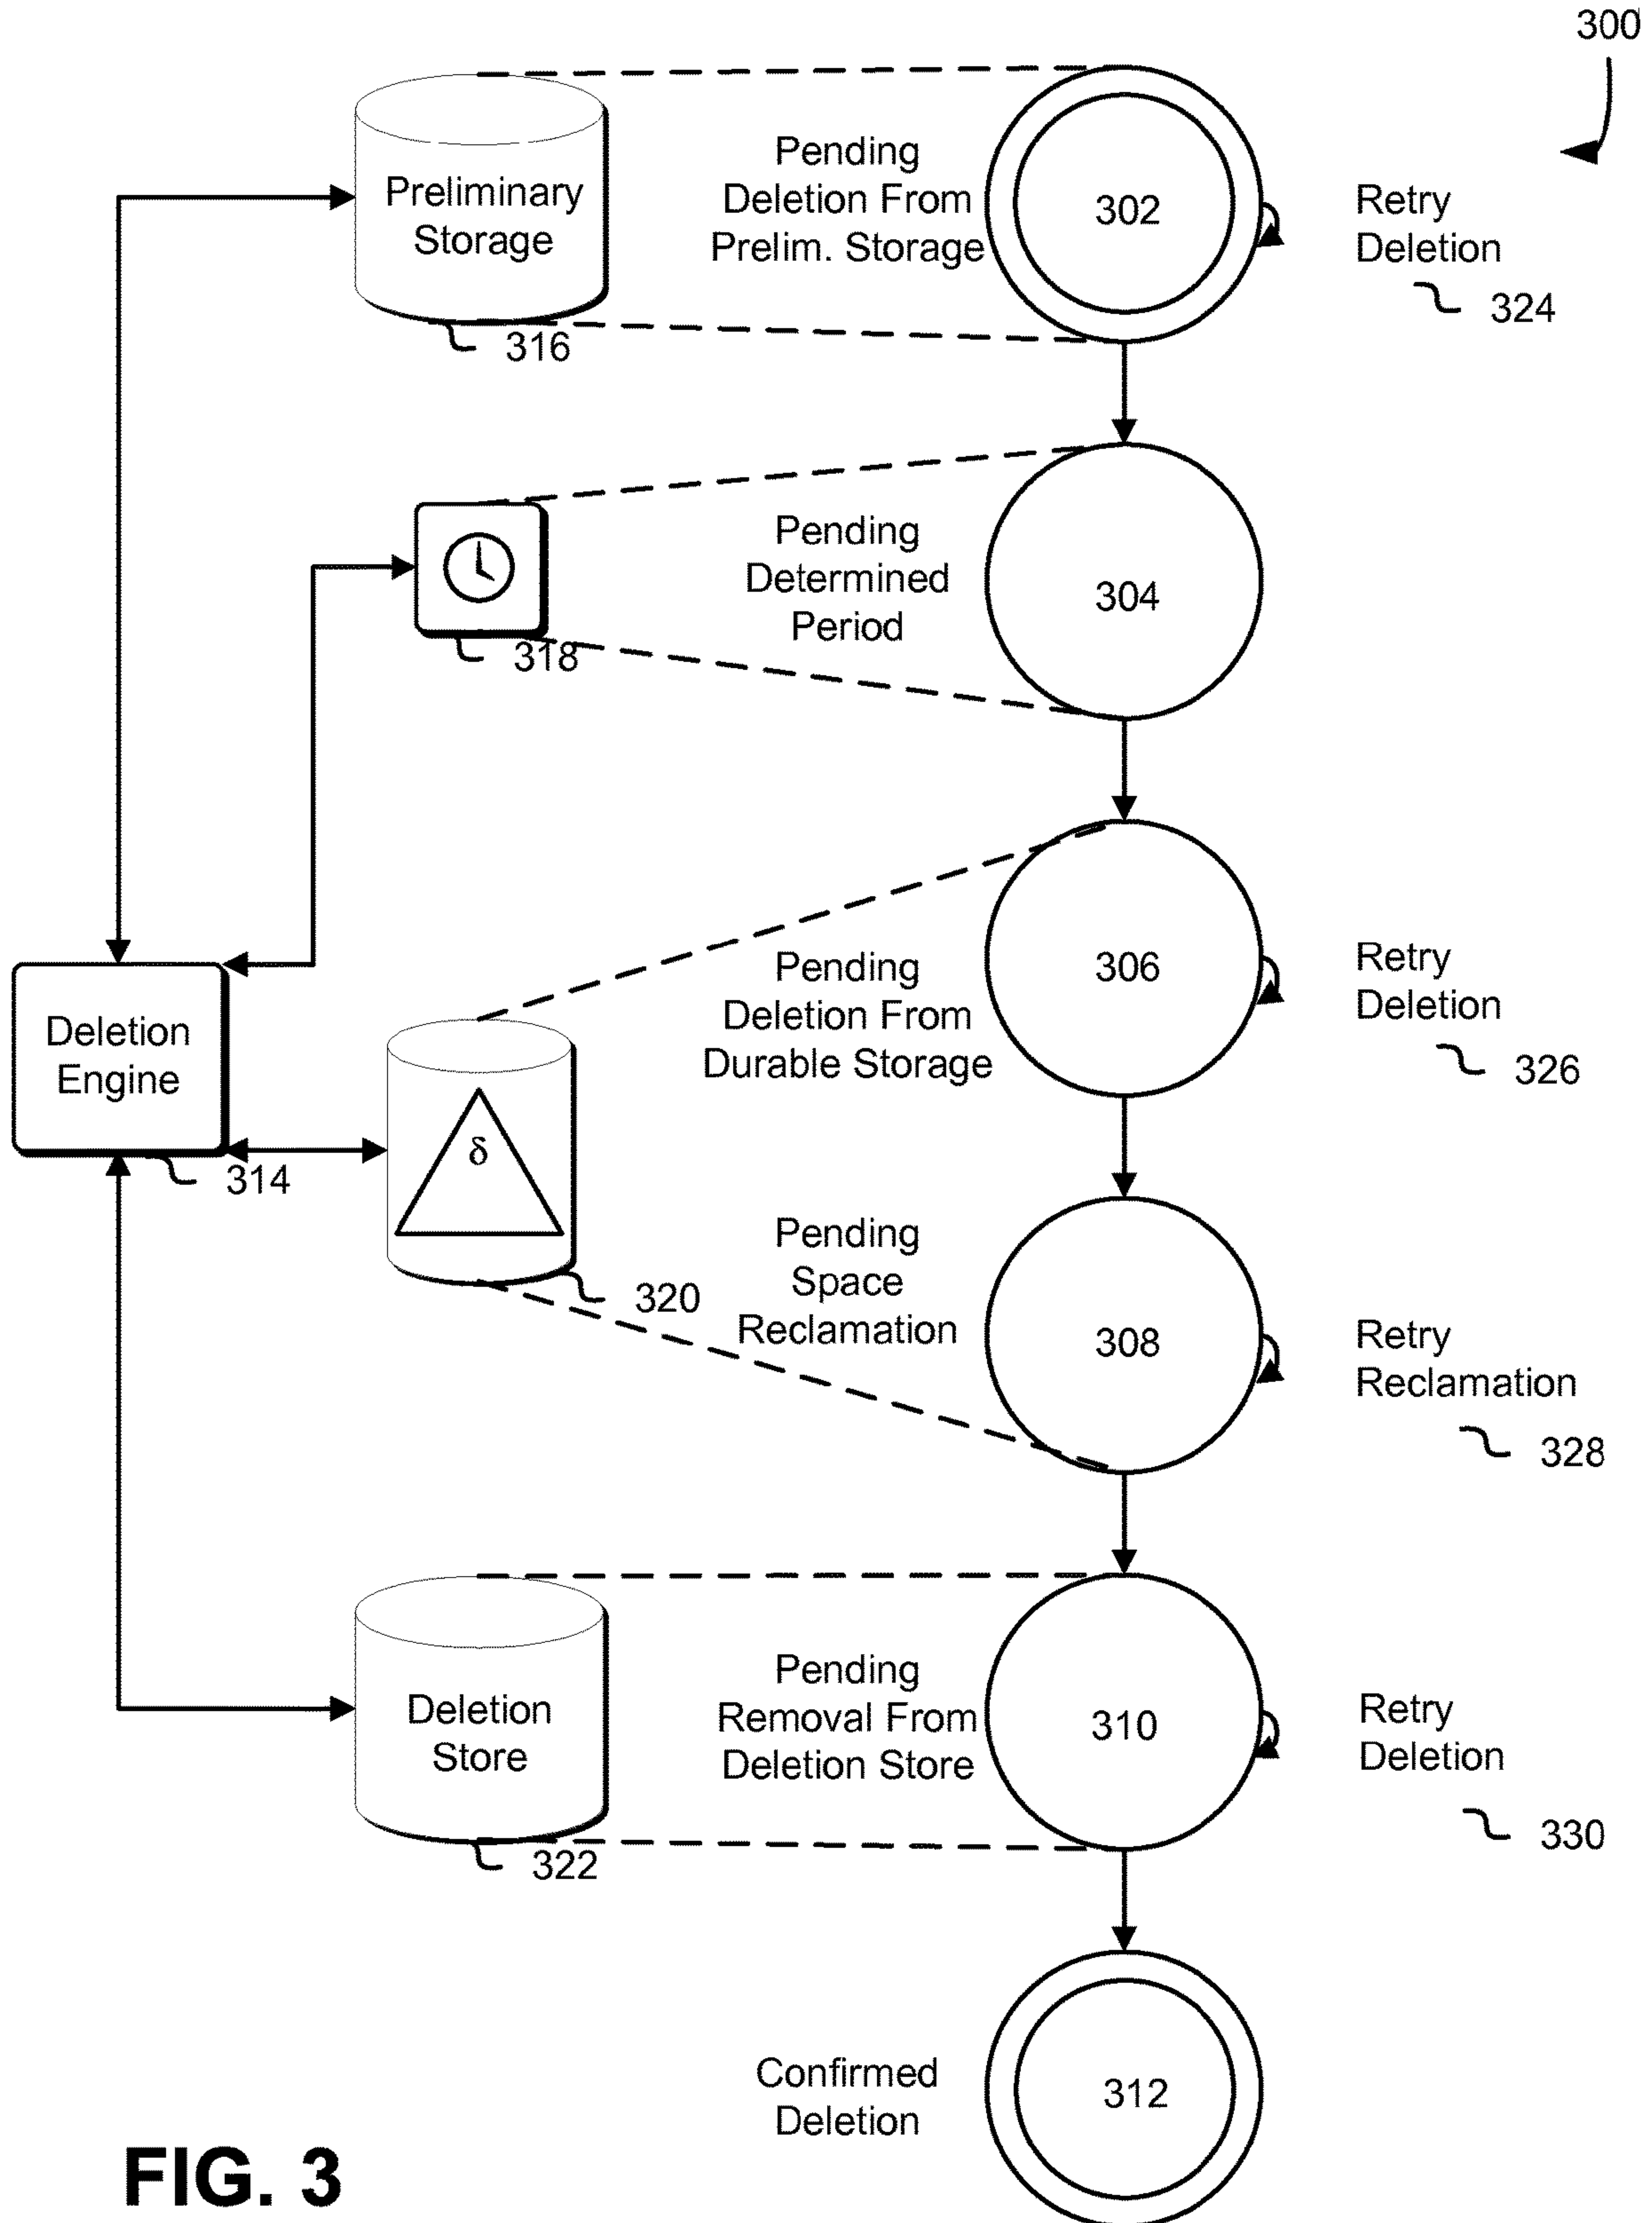 300
Preliminary
Storage
316
Pending
Deletion From
Prelim. Storage
302
Retry
Deletion
324
318
Pending
Determined
Period
304
Deletion
Engine
314
δ
320
Pending
Deletion From
Durable Storage
306
Retry
Deletion
326
Pending
Space
Reclamation
308
Retry
Reclamation
328
Deletion
Store
322
Pending
Removal From
Deletion Store
310
Retry
Deletion
330
Confirmed
Deletion
312
FIG. 3